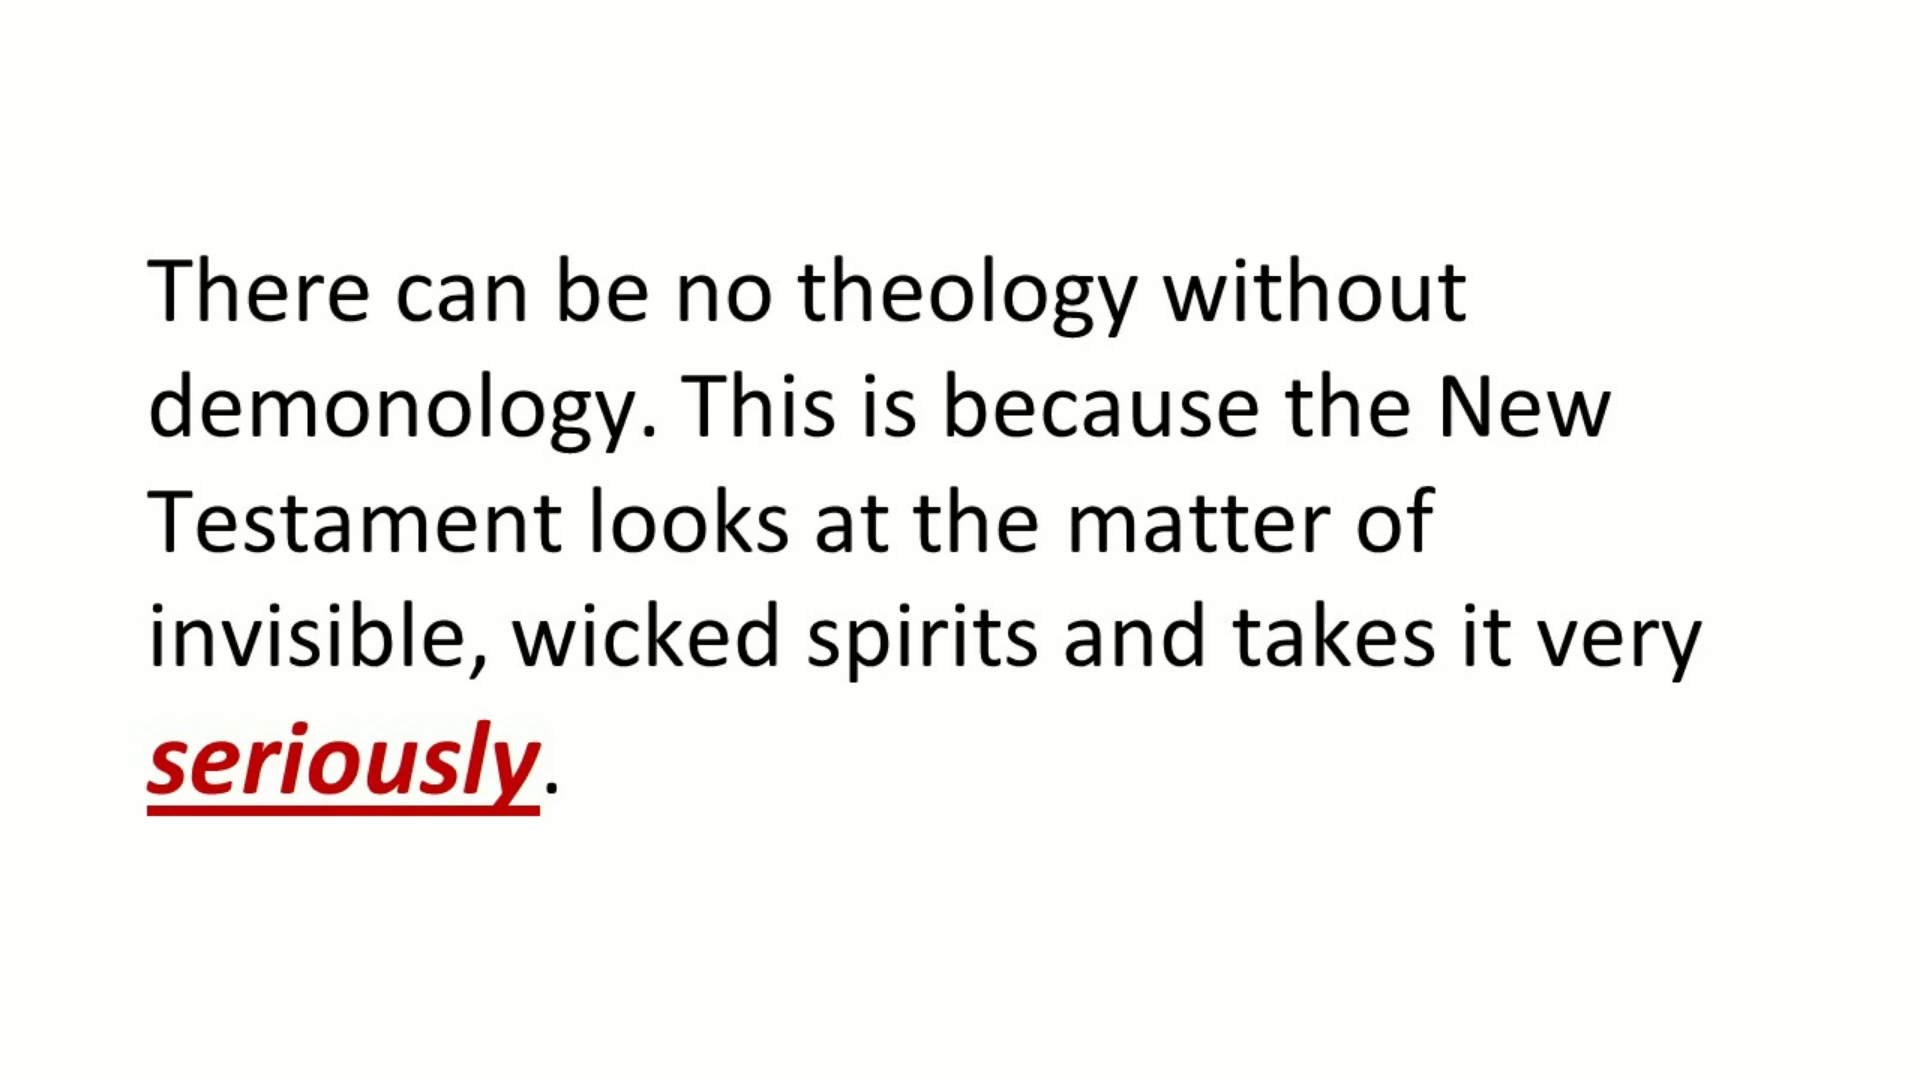 There can be no theology without
demonology. This is because the New
Testament looks at the matter of
invisible, wicked spirits and takes it very
seriously.